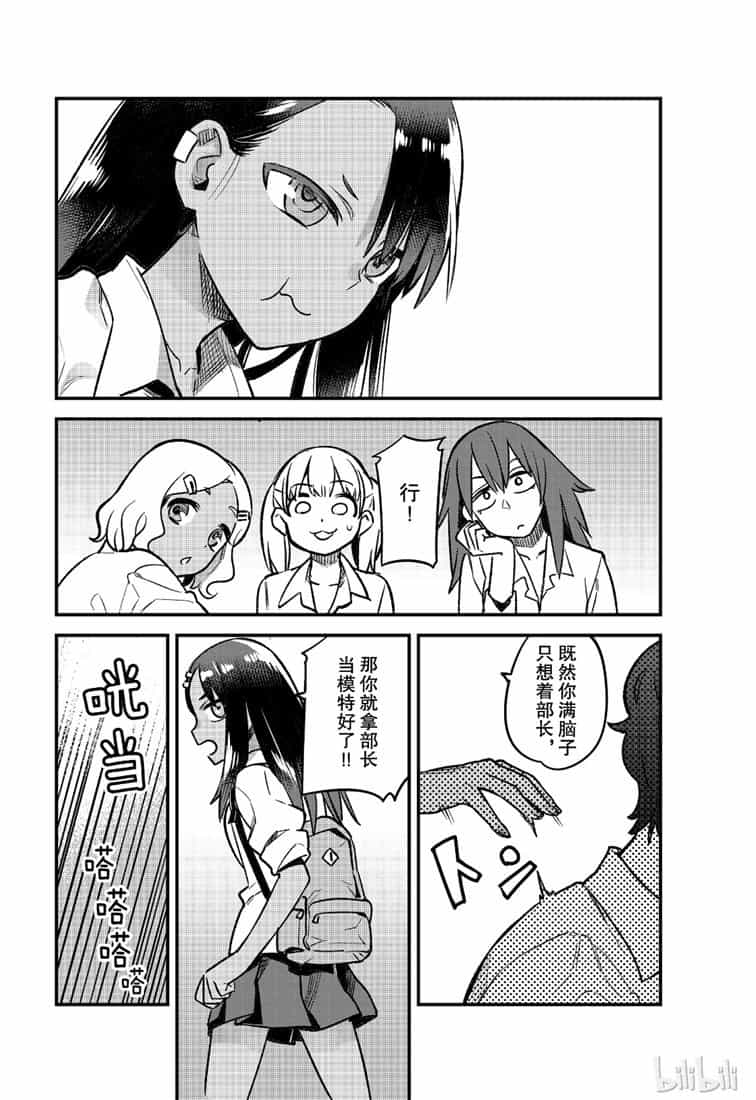 行！
既然你满脑子
只想着部长，
トン
那你就拿部长
当模特好了!!
咣当
嗒嗒嗒嗒
bilibili